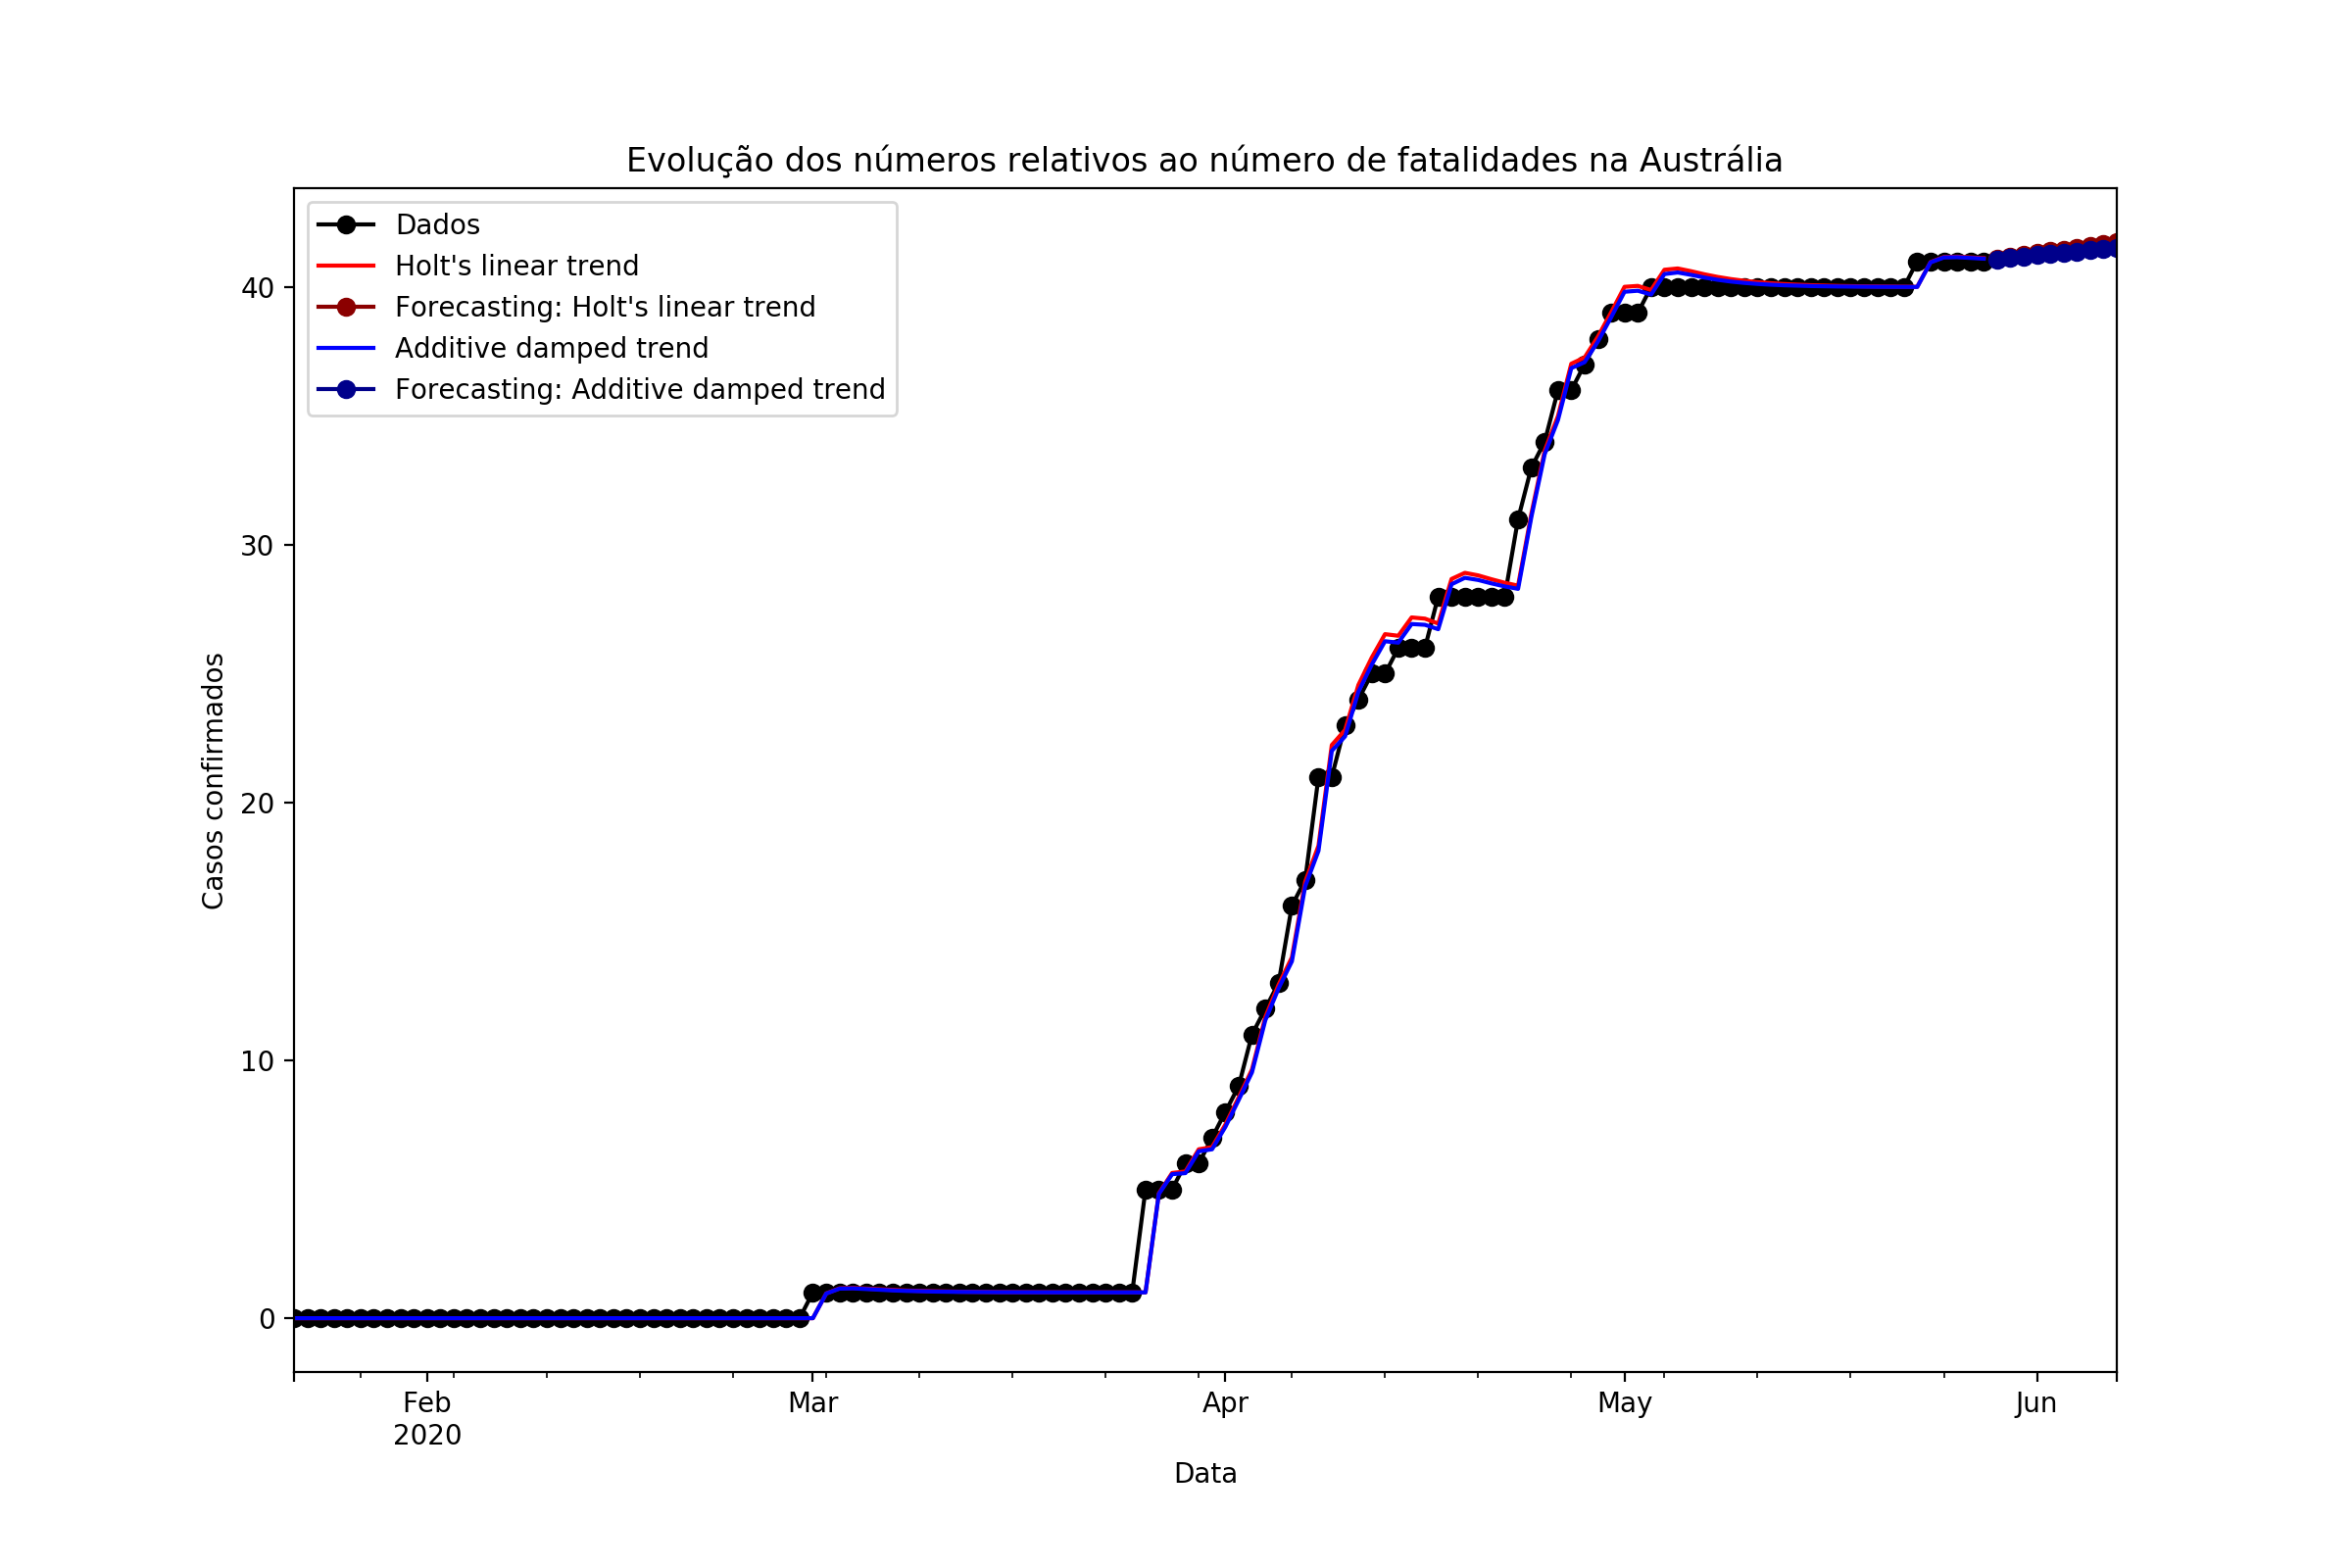 Evolução dos números relativos ao número de fatalidades na Austrália
Dados
Holt's linear trend
Forecasting: Holt's linear trend
Additive damped trend
Forecasting: Additive damped trend
40
30
20
10
0
Casos confirmados
Feb Mar Apr May Jun
2020
Data